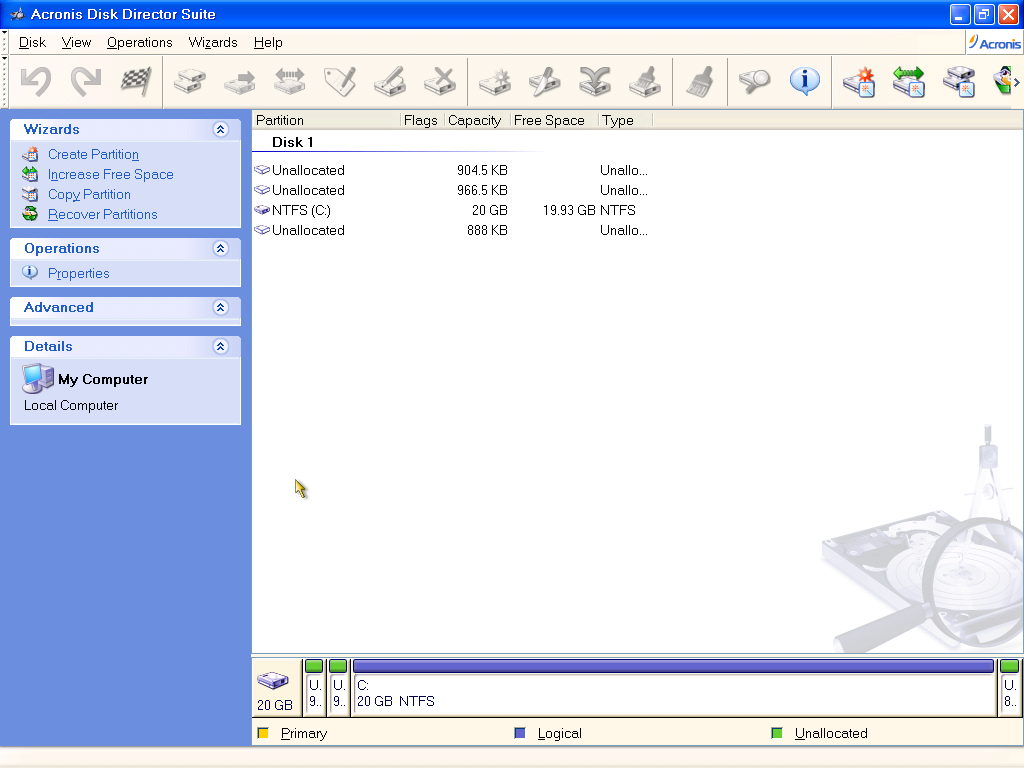 Acronis Disk Director Suite
Disk View Operations Wizards Help
Acronis
Wizards
Create Partition
Increase Free Space
Copy Partition
Recover Partitions
Operations
Properties
Advanced
Details
My Computer
Local Computer
Partition Flags Capacity Free Space Type
Disk 1
Unallocated 904.5 KB Unallo...
Unallocated 966.5 KB Unallo...
NTFS (C:) 20 GB 19.93 GB NTFS
Unallocated 888 KB Unallo...
20 GB
U.
9..
U.
9..
C:
20 GB NTFS
U.
8..
Primary Logical Unallocated